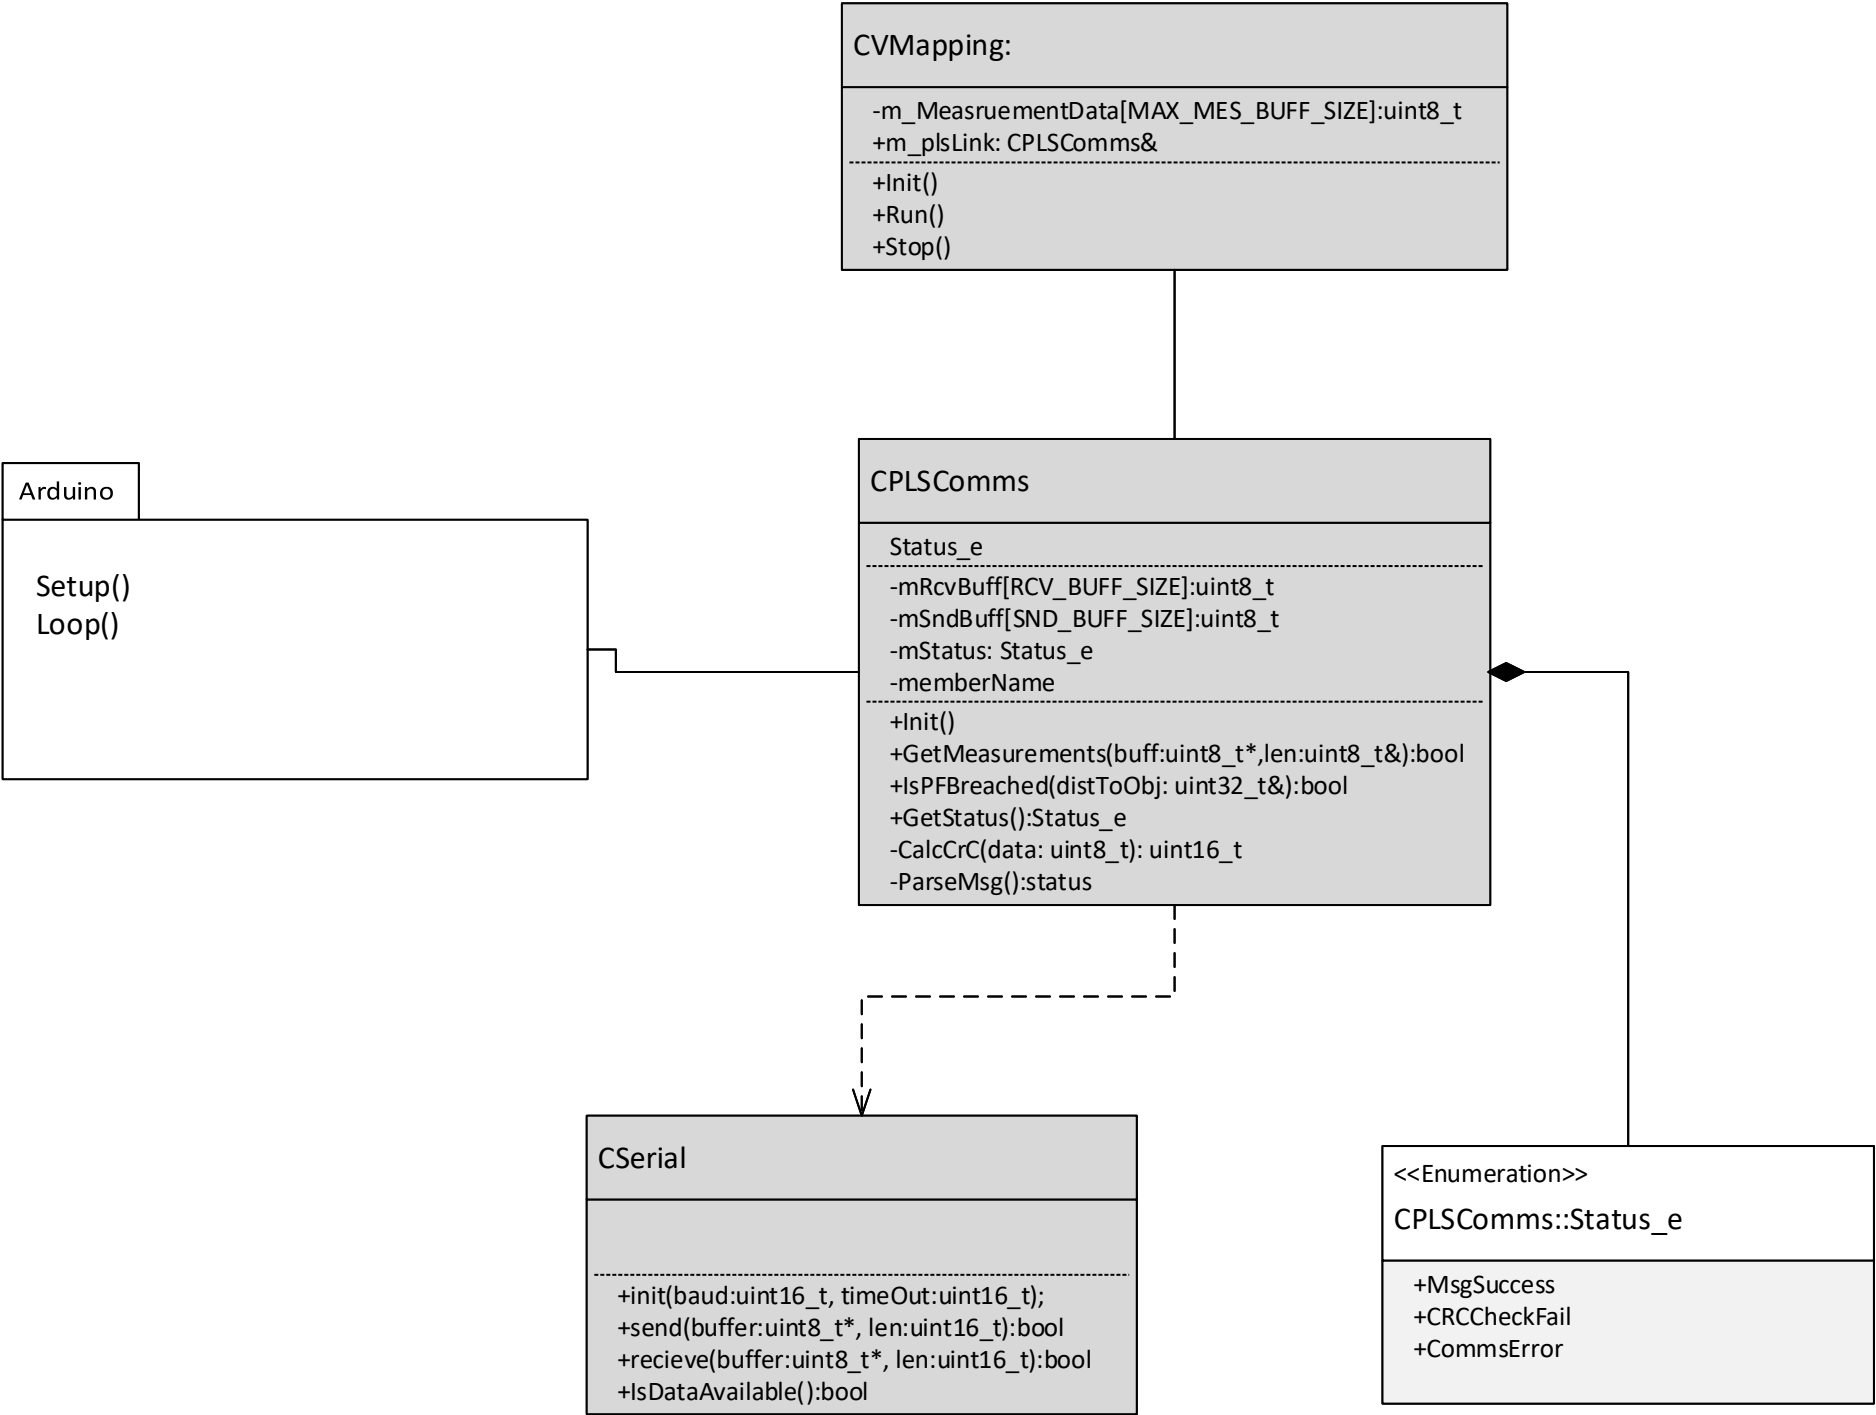 CVMapping:
-m_MeasruementData[MAX_MES_BUFF_SIZE]:uint8_t
+m_plsLink: CPLSComms&
+Init()
+Run()
+Stop()
Arduino
Setup()
Loop()
CPLSComms
Status_e
-mRcvBuff[RCV_BUFF_SIZE]:uint8_t
-mSndBuff[SND_BUFF_SIZE]:uint8_t
-mStatus: Status_e
-memberName
+Init()
+GetMeasurements(buff:uint8_t*,len:uint8_t&):bool
+IsPFBreached(distToObj: uint32_t&):bool
+GetStatus():Status_e
-CalcCrC(data: uint8_t): uint16_t
-ParseMsg():status
CSerial
+init(baud:uint16_t, timeOut:uint16_t);
+send(buffer:uint8_t*, len:uint16_t):bool
+recieve(buffer:uint8_t*, len:uint16_t):bool
+IsDataAvailable():bool
<<Enumeration>>
CPLSComms::Status_e
+MsgSuccess
+CRCCheckFail
+CommsError